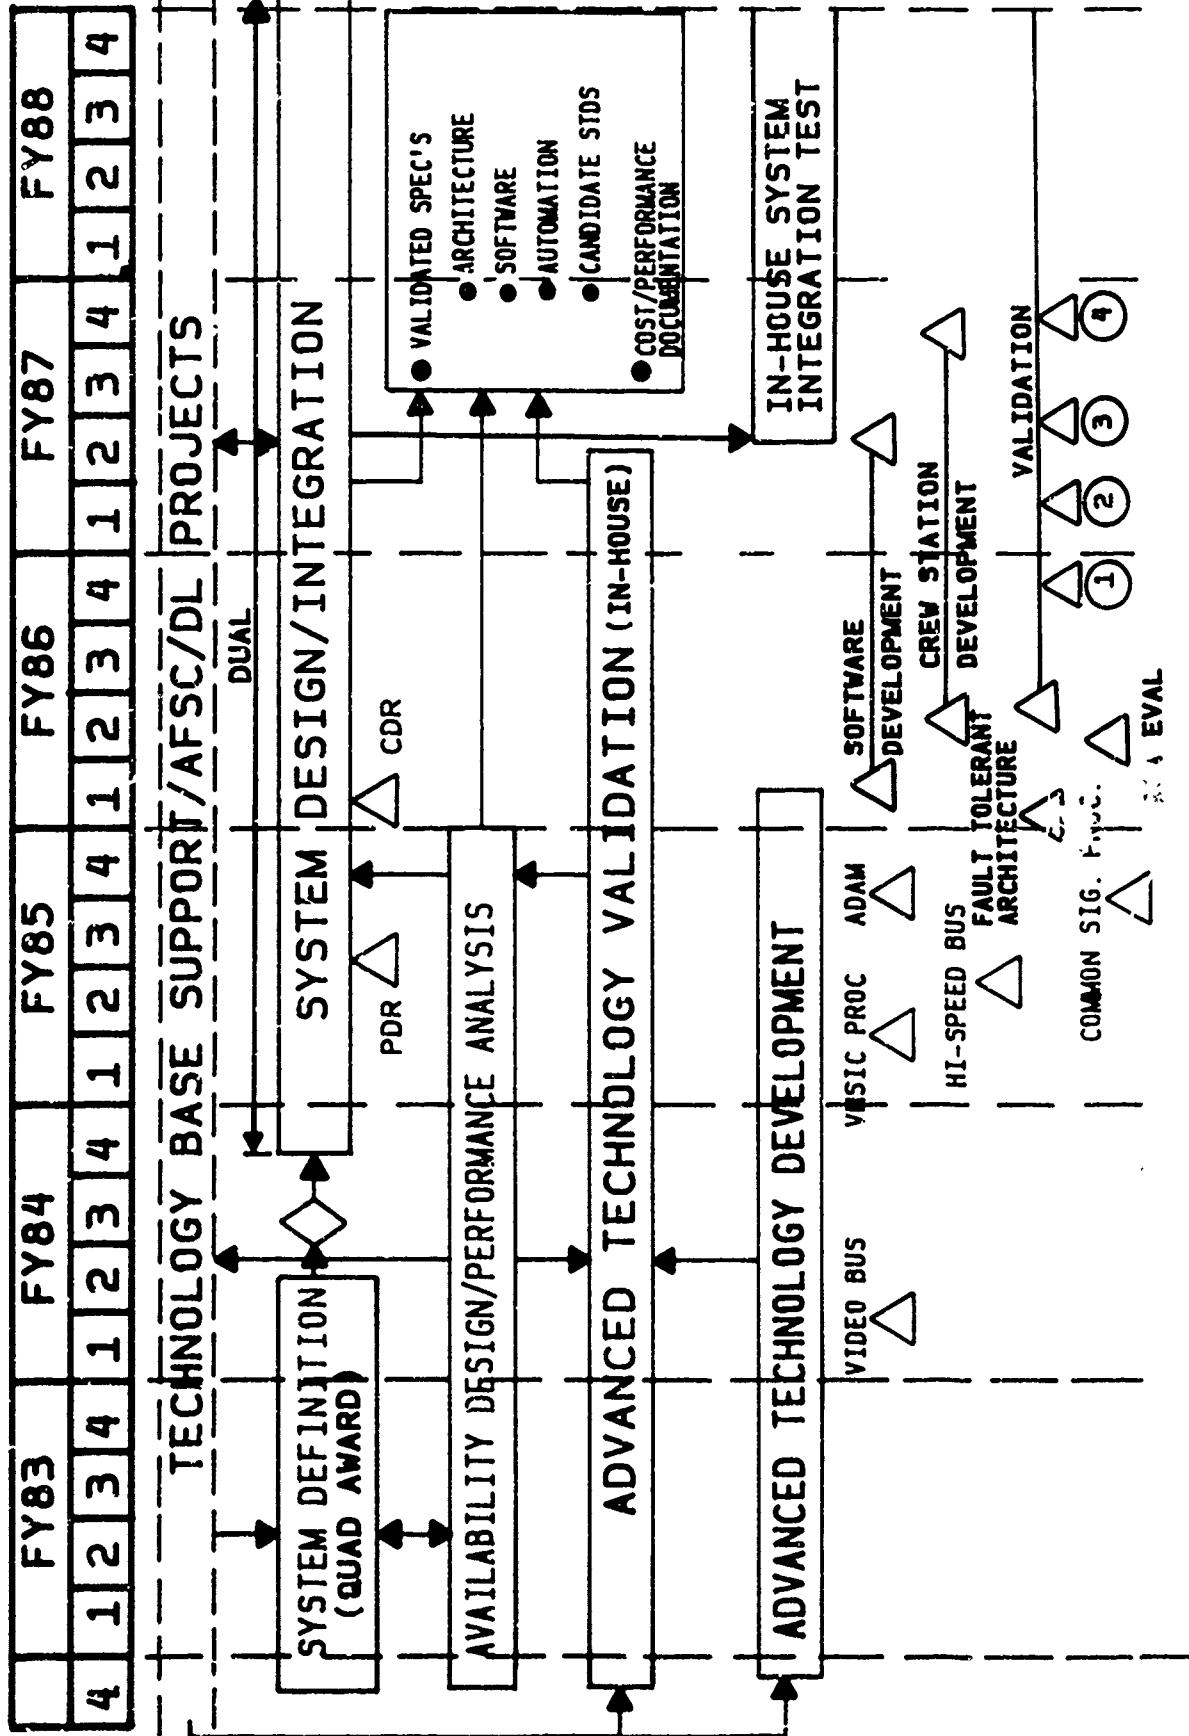 FY83 FY84 FY85 FY86 FY87 FY88
4 1 2 3 4 1 2 3 4 1 2 3 4 1 2 3 4 1 2 3 4 1 2 3 4
TECHNOLOGY BASE SUPPORT/AFSC/DL PROJECTS
DUAL
SYSTEM DEFINITION
(QUAD AWARD)
SYSTEM DESIGN/INTEGRATION
PDR
CDR
AVAILABILITY DESIGN/PERFORMANCE ANALYSIS
● VALIDATED SPEC'S
● ARCHITECTURE
● SOFTWARE
● AUTOMATION
● CANDIDATE STDS
● COST/PERFORMANCE
DOCUMENTATION
ADVANCED TECHNOLOGY VALIDATION (IN-HOUSE)
ADVANCED TECHNOLOGY DEVELOPMENT
IN-HOUSE SYSTEM
INTEGRATION TEST
VIDEO BUS
VHSIC PROC
ADAM
SOFTWARE
DEVELOPMENT
HI-SPEED BUS
CREW STATION
DEVELOPMENT
FAULT TOLERANT
ARCHITECTURE
VALIDATION
COMMON SIG.
EVAL
1 2 3 4